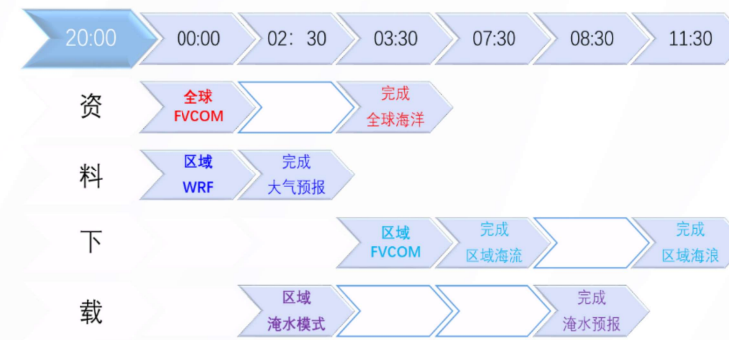 20:00 00:00 02：30 03:30 07:30 08:30 11:30
资 全球 完成
FVCOM 全球海洋
料 区域 完成
WRF 大气预报
下 区域 完成 完成
FVCOM 区域海流 区域海浪
载 区域 完成
淹水模式 淹水预报